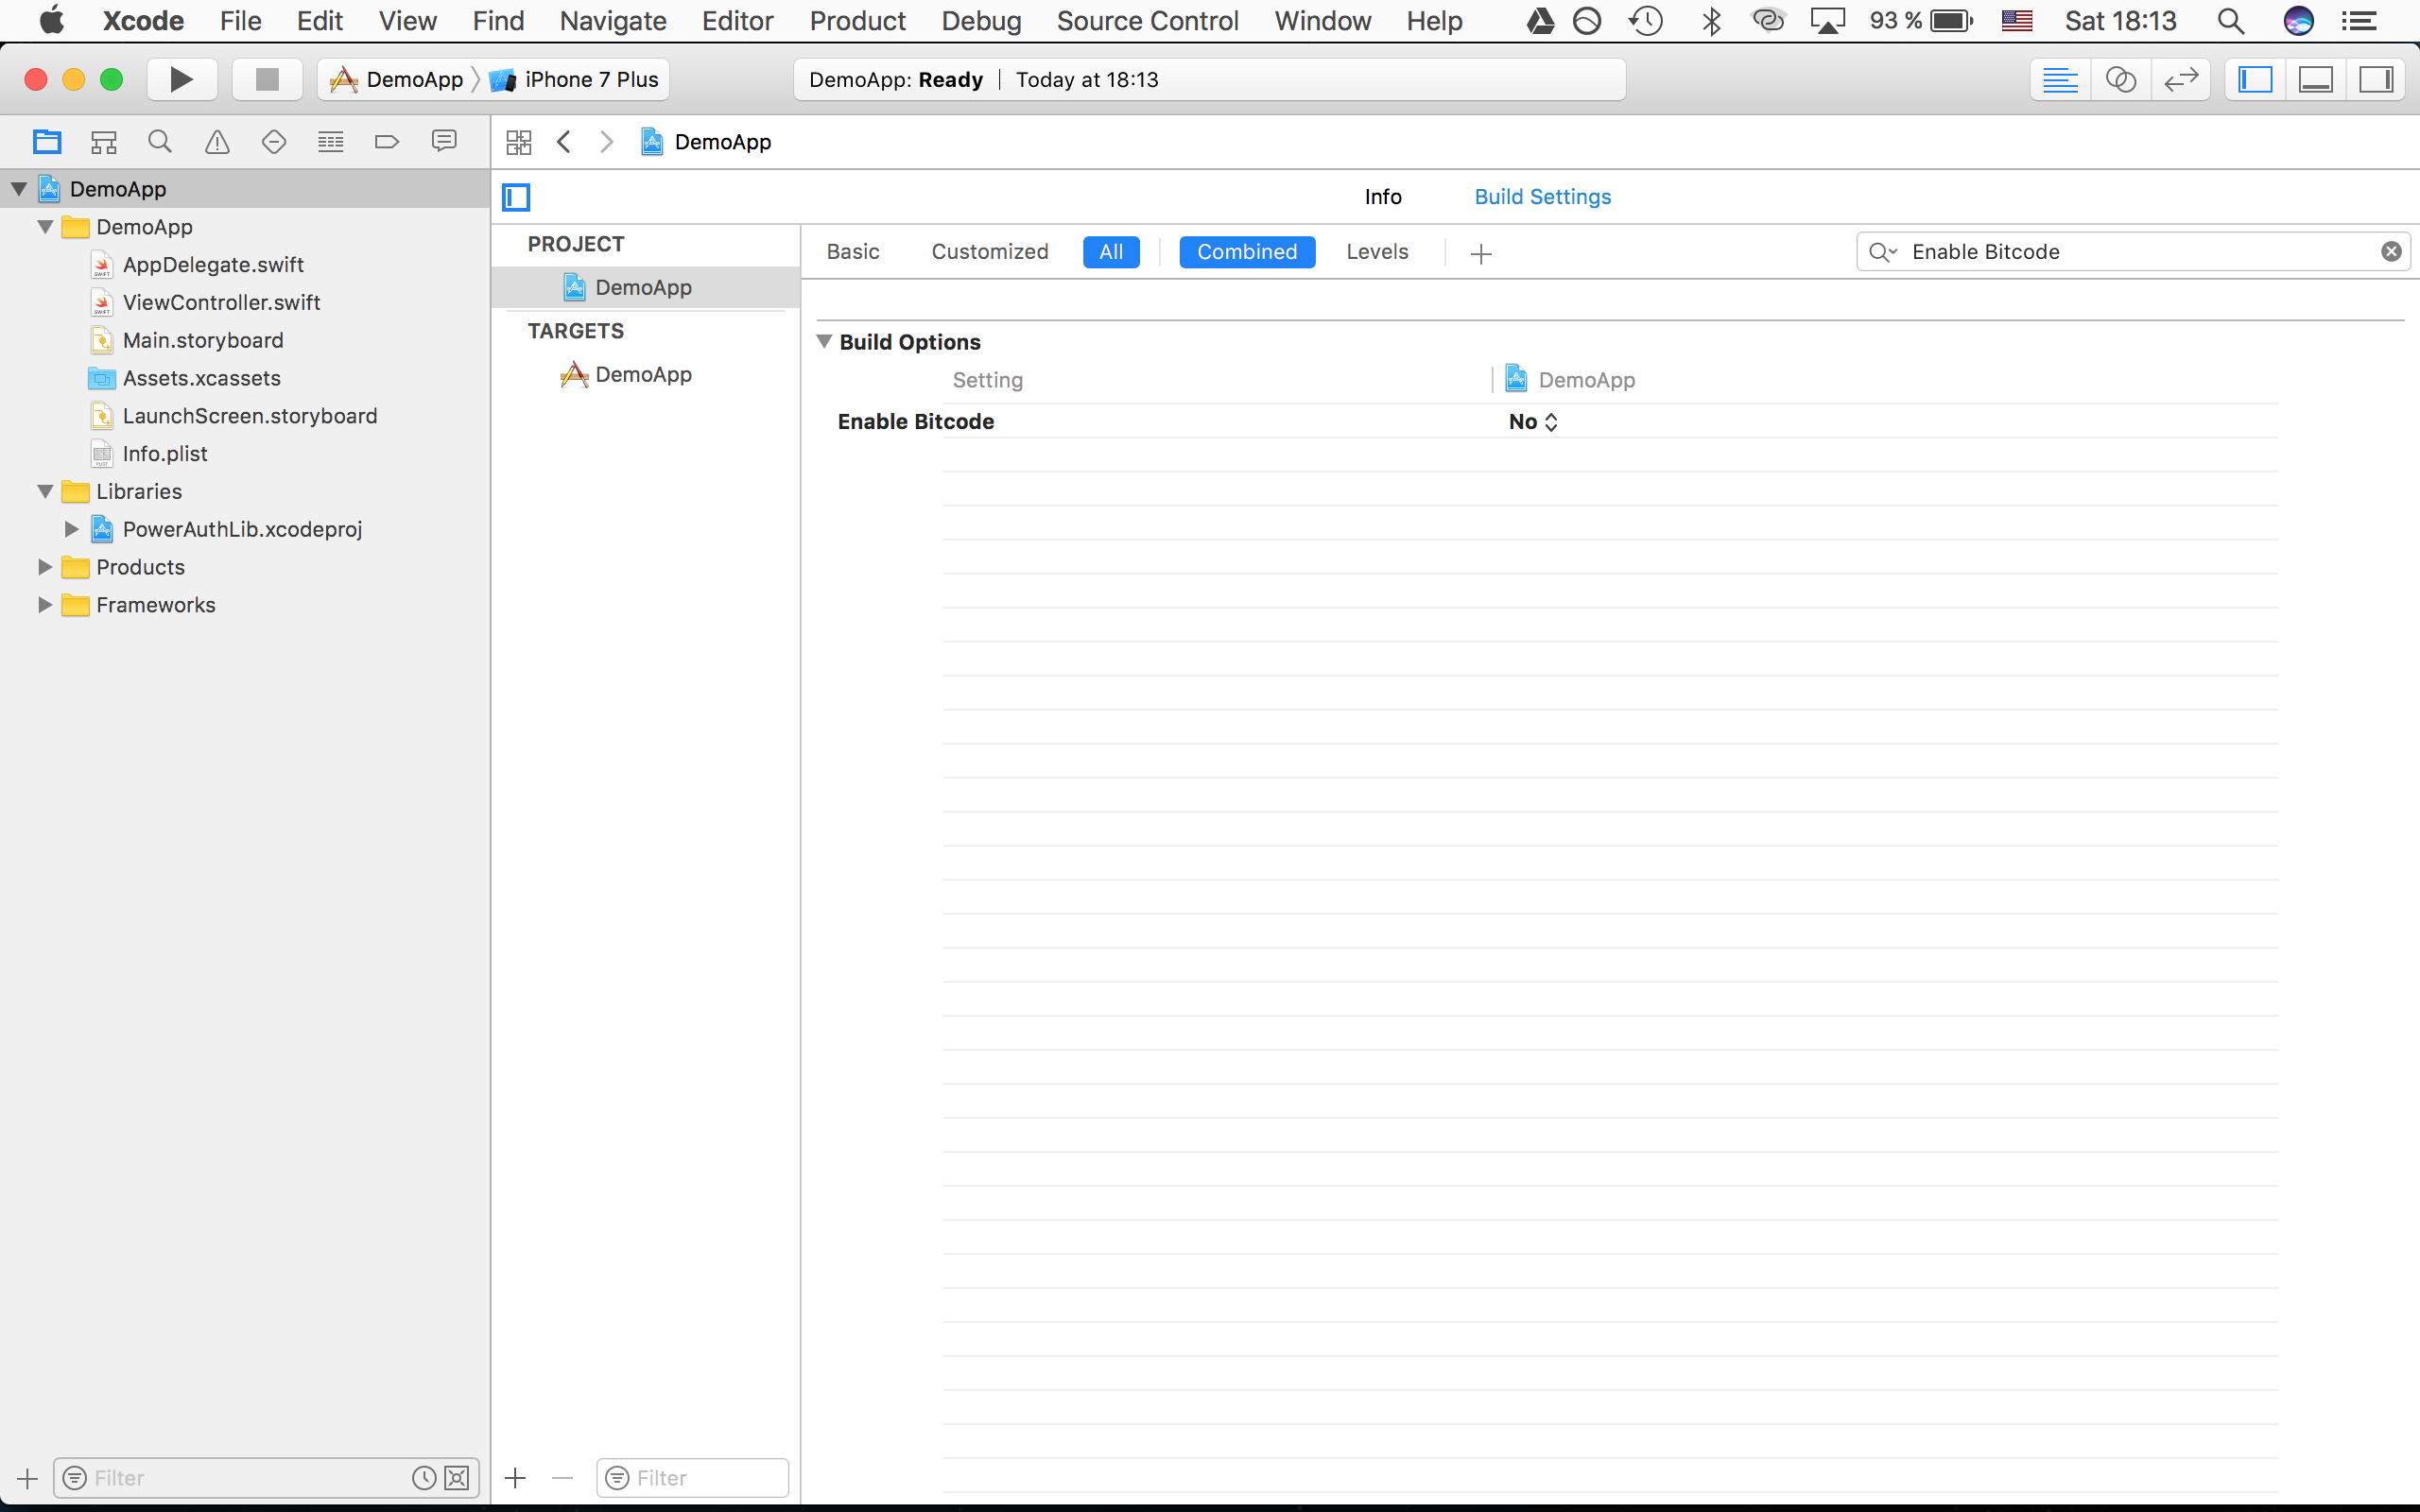 Xcode File Edit View Find Navigate Editor Product Debug Source Control Window Help 93 % Sat 18:13
DemoApp iPhone 7 Plus DemoApp: Ready Today at 18:13
DemoApp
DemoApp
Info Build Settings
DemoApp
AppDelegate.swift
ViewController.swift
Main.storyboard
Assets.xcassets
LaunchScreen.storyboard
Info.plist
Libraries
PowerAuthLib.xcodeproj
Products
Frameworks
PROJECT
DemoApp
TARGETS
DemoApp
Basic Customized All Combined Levels Enable Bitcode
Build Options
Setting DemoApp
Enable Bitcode No
Filter
Filter